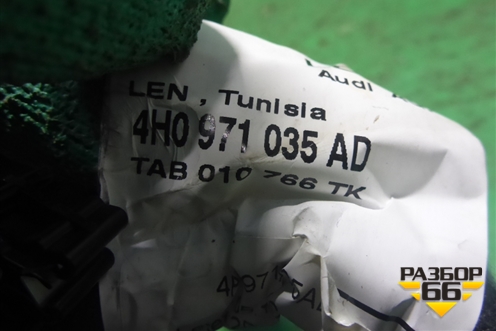 Audi
LEN , Tunisia
4H0 971 035 AD
TAB 010 766 TK
РАЗБОР
66